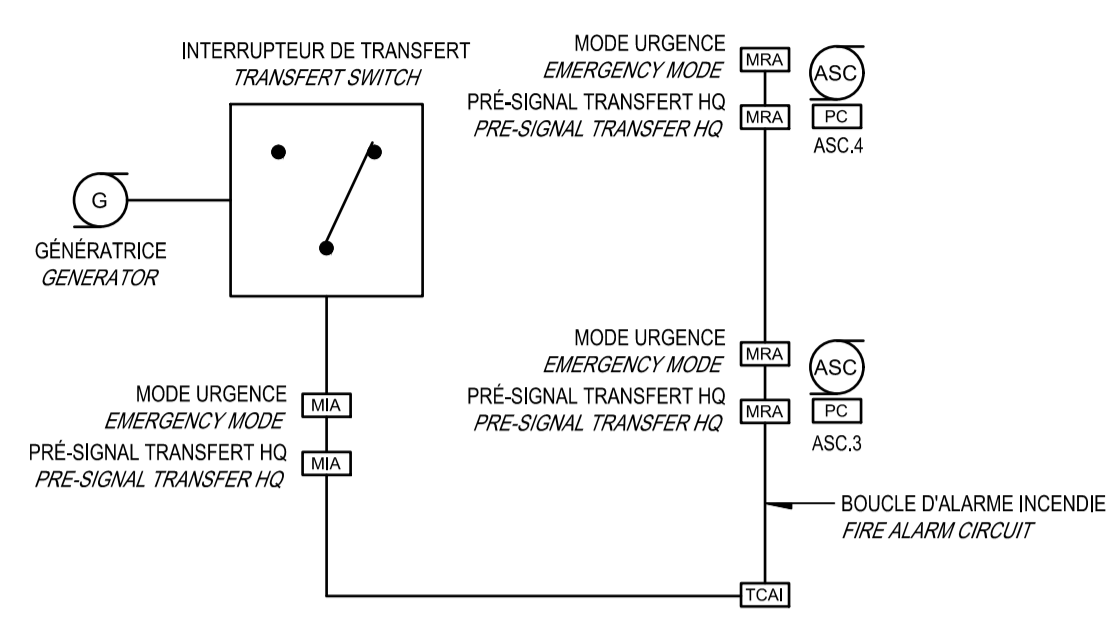 INTERRUPTEUR DE TRANSFERT
TRANSFERT SWITCH
G
GÉNÉRATRICE
GENERATOR
MODE URGENCE
EMERGENCY MODE
MIA
PRÉ-SIGNAL TRANSFERT HQ
PRE-SIGNAL TRANSFER HQ
MIA
MODE URGENCE
EMERGENCY MODE
MRA
PRÉ-SIGNAL TRANSFERT HQ
PRE-SIGNAL TRANSFER HQ
MRA
ASC
PC
ASC.4
MODE URGENCE
EMERGENCY MODE
MRA
PRÉ-SIGNAL TRANSFERT HQ
PRE-SIGNAL TRANSFER HQ
MRA
ASC
PC
ASC.3
BOUCLE D'ALARME INCENDIE
FIRE ALARM CIRCUIT
TCAI